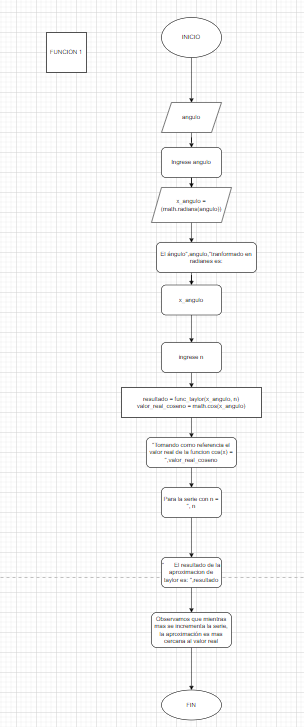 FUNCION 1
INICIO
angulo
Ingrese angulo
x_angulo =
(math.radians(angulo))
El ángulo",angulo,"tranformado en
radianes es:
x_angulo
ingrese n
resultado = func_taylor(x_angulo, n)
valor_real_coseno = math.cos(x_angulo)
"Tomando como referencia el
valor real de la funcion cos(x) =
",valor_real_coseno
Para la serie con n =
", n
" El resultado de la
aproximacion de
taylor es: ",resultado
Observamos que mientras
mas se incrementa la serie,
la aproximación es mas
cercana al valor real
FIN